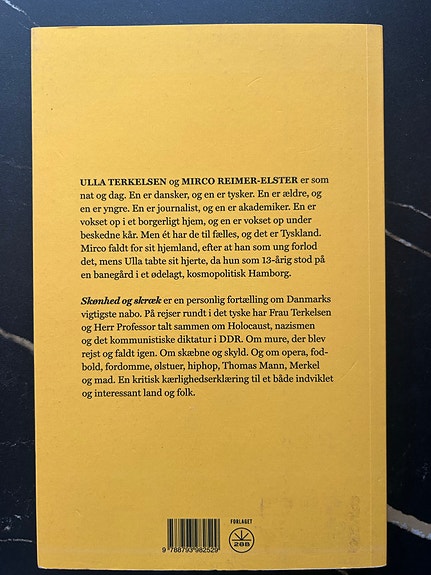 ULLA TERKELSEN og MIRCO REIMER-ELSTER er som
nat og dag. En er dansker, og en er tysker. En er ældre, og
en er yngre. En er journalist, og en er akademiker. En er
vokset op i et borgerligt hjem, og en er vokset op under
beskedne kår. Men ét har de til fælles, og det er Tyskland.
Mirco faldt for sit hjemland, efter at han som ung forlod
det, mens Ulla tabte sit hjerte, da hun som 13-årig stod på
en banegård i et ødelagt, kosmopolitisk Hamborg.
Skønhed og skræk er en personlig fortælling om Danmarks
vigtigste nabo. På rejser rundt i det tyske har Frau Terkelsen
og Herr Professor talt sammen om Holocaust, nazismen
og det kommunistiske diktatur i DDR. Om mure, der blev
rejst og faldt igen. Om skæbne og skyld. Og om opera, fod-
bold, fordomme, ølstuer, hiphop, Thomas Mann, Merkel
og mad. En kritisk kærlighedserklæring til et både indviklet
og interessant land og folk.
FORLAGET
28B
9 788793 982529